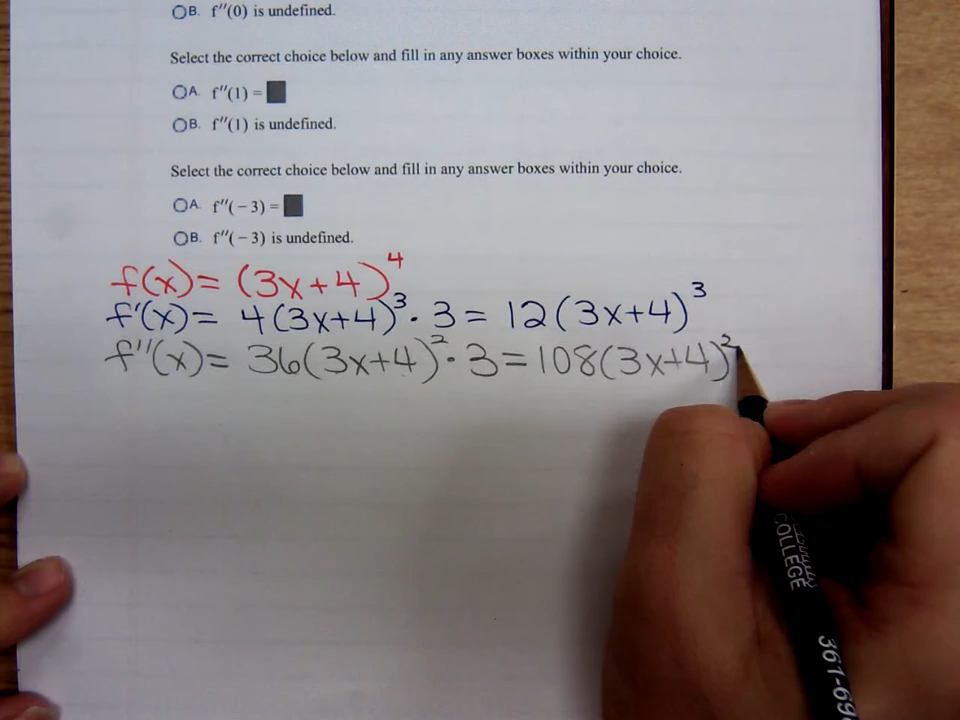 B. f''(0) is undefined.
Select the correct choice below and fill in any answer boxes within your choice.
A. f''(1) =
B. f''(1) is undefined.
Select the correct choice below and fill in any answer boxes within your choice.
A. f''(−3) =
B. f''(−3) is undefined.
f(x) = (3x+4)⁴
f'(x) = 4(3x+4)³ · 3 = 12(3x+4)³
f''(x) = 36(3x+4)² · 3 = 108(3x+4)²
COLLEGE
361-69